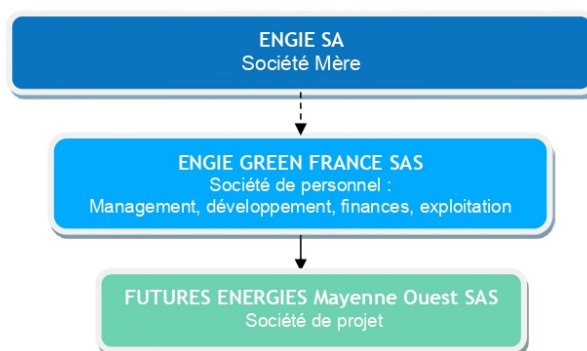 ENGIE SA
Société Mère
ENGIE GREEN FRANCE SAS
Société de personnel :
Management, développement, finances, exploitation
FUTURES ENERGIES Mayenne Ouest SAS
Société de projet